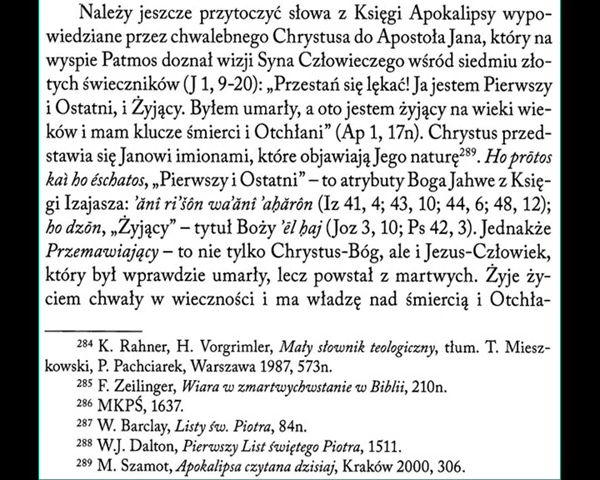 Należy jeszcze przytoczyć słowa z Księgi Apokalipsy wypo-
wiedziane przez chwalebnego Chrystusa do Apostoła Jana, który na
wyspie Patmos doznał wizji Syna Człowieczego wśród siedmiu zło-
tych świeczników (J 1, 9-20): „Przestań się lękać! Ja jestem Pierwszy
i Ostatni, i Żyjący. Byłem umarły, a oto jestem żyjący na wieki wie-
ków i mam klucze śmierci i Otchłani” (Ap 1, 17n). Chrystus przed-
stawia się Janowi imionami, które objawiają Jego naturę²⁸⁹. Ho prōtos
kaì ho éschatos, „Pierwszy i Ostatni” – to atrybuty Boga Jahwe z Księ-
gi Izajasza: ’ănî ri’šôn wa’ănî ’aḥărôn (Iz 41, 4; 43, 10; 44, 6; 48, 12);
ho dzōn, „Żyjący” – tytuł Boży ’ēl ḥaj (Joz 3, 10; Ps 42, 3). Jednakże
Przemawiający – to nie tylko Chrystus-Bóg, ale i Jezus-Człowiek,
który był wprawdzie umarły, lecz powstał z martwych. Żyje ży-
ciem chwały w wieczności i ma władzę nad śmiercią i Otchła-
²⁸⁴ K. Rahner, H. Vorgrimler, Mały słownik teologiczny, tłum. T. Miesz-
kowski, P. Pachciarek, Warszawa 1987, 573n.
²⁸⁵ F. Zeilinger, Wiara w zmartwychwstanie w Biblii, 210n.
²⁸⁶ MKPŚ, 1637.
²⁸⁷ W. Barclay, Listy św. Piotra, 84n.
²⁸⁸ W.J. Dalton, Pierwszy List świętego Piotra, 1511.
²⁸⁹ M. Szamot, Apokalipsa czytana dzisiaj, Kraków 2000, 306.